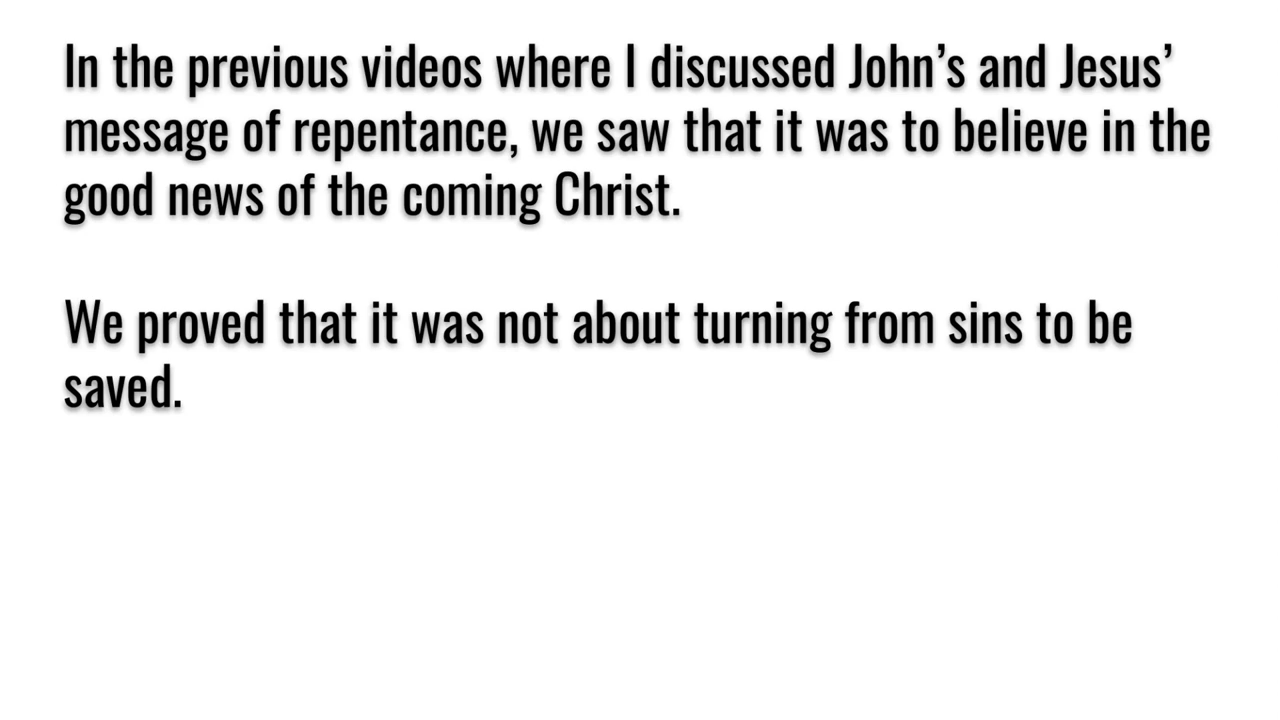 In the previous videos where I discussed John’s and Jesus’
message of repentance, we saw that it was to believe in the
good news of the coming Christ.
We proved that it was not about turning from sins to be
saved.